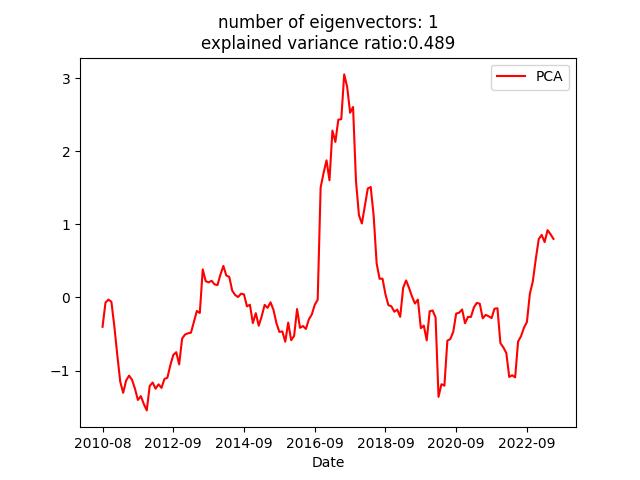 number of eigenvectors: 1
explained variance ratio:0.489
PCA
3
2
1
0
−1
2010-08 2012-09 2014-09 2016-09 2018-09 2020-09 2022-09
Date